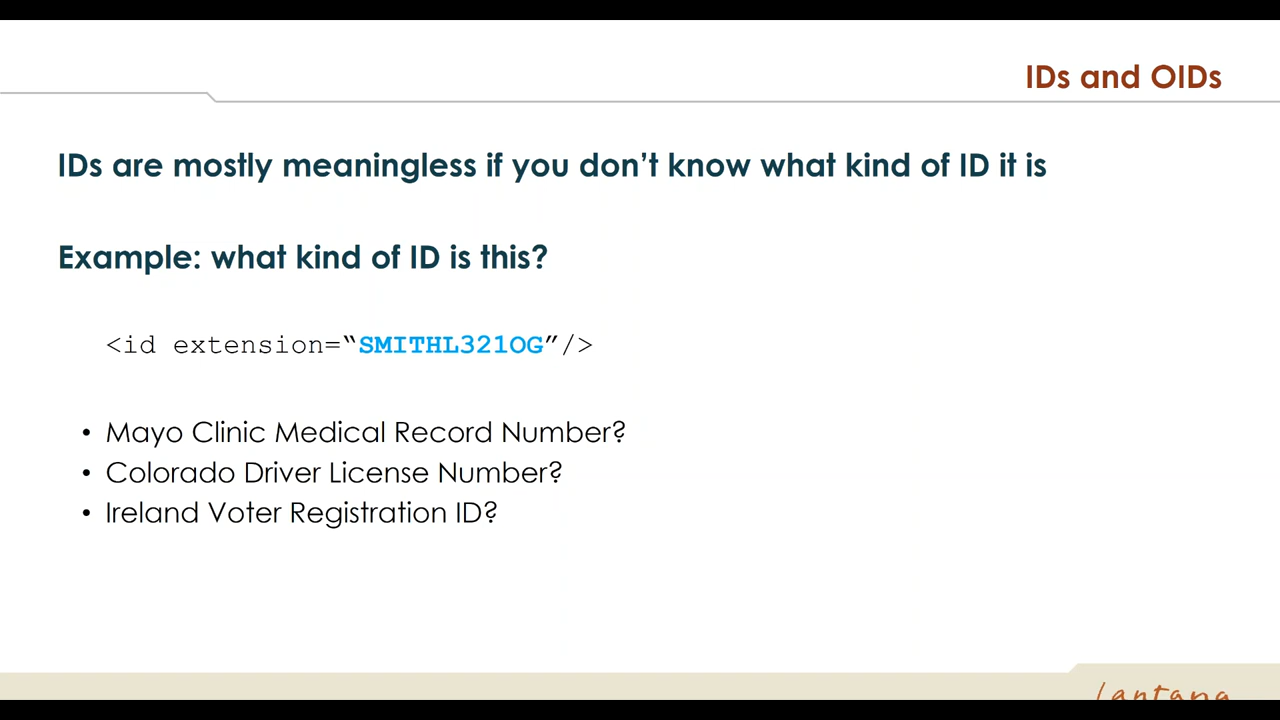 IDs and OIDs
IDs are mostly meaningless if you don’t know what kind of ID it is
Example: what kind of ID is this?
<id extension=“SMITHL321OG”/>
• Mayo Clinic Medical Record Number?
• Colorado Driver License Number?
• Ireland Voter Registration ID?
lantana